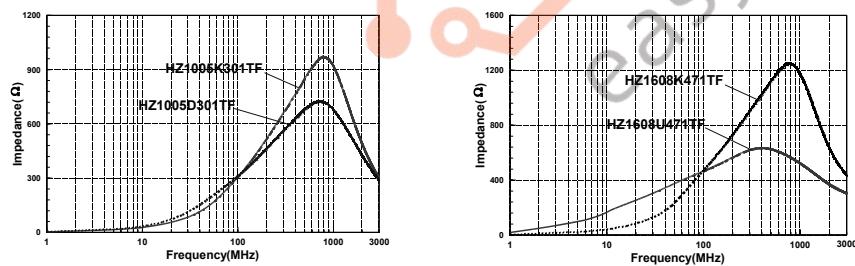 1200
900
600
300
0
Impedance( Ω )
HZ1005K301TF
HZ1005D301TF
1
10
100
1000
3000
Frequency(MHz)
1600
1200
800
400
0
Impedance( Ω )
HZ1608K471TF
HZ1608U471TF
1
10
100
1000
3000
Frequency(MHz)
easy